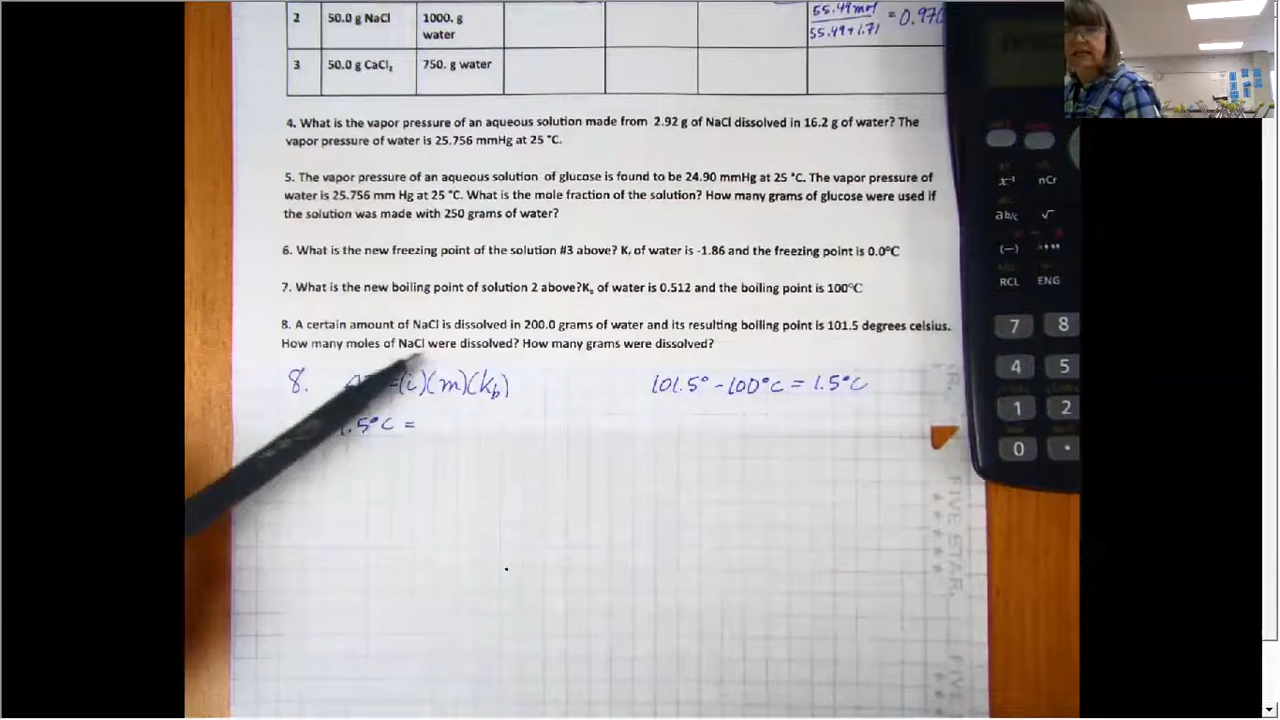 2 50.0 g NaCl 1000. g water 55.49 mol / 55.49+1.71 = 0.970
3 50.0 g CaCl₂ 750. g water
4. What is the vapor pressure of an aqueous solution made from 2.92 g of NaCl dissolved in 16.2 g of water? The
vapor pressure of water is 25.756 mmHg at 25 °C.
5. The vapor pressure of an aqueous solution of glucose is found to be 24.90 mmHg at 25 °C. The vapor pressure of
water is 25.756 mm Hg at 25 °C. What is the mole fraction of the solution? How many grams of glucose were used if
the solution was made with 250 grams of water?
6. What is the new freezing point of the solution #3 above? Kf of water is -1.86 and the freezing point is 0.0°C
7. What is the new boiling point of solution 2 above?Kb of water is 0.512 and the boiling point is 100°C
8. A certain amount of NaCl is dissolved in 200.0 grams of water and its resulting boiling point is 101.5 degrees celsius.
How many moles of NaCl were dissolved? How many grams were dissolved?
8. =(i)(m)(Kb) 101.5° - 100°C = 1.5°C
.5°C =
x⁻¹ nCr
ab/c √
(−) °'"
RCL ENG
7 8
4 5
1 2
0 ·
FIVE STAR
FIVE